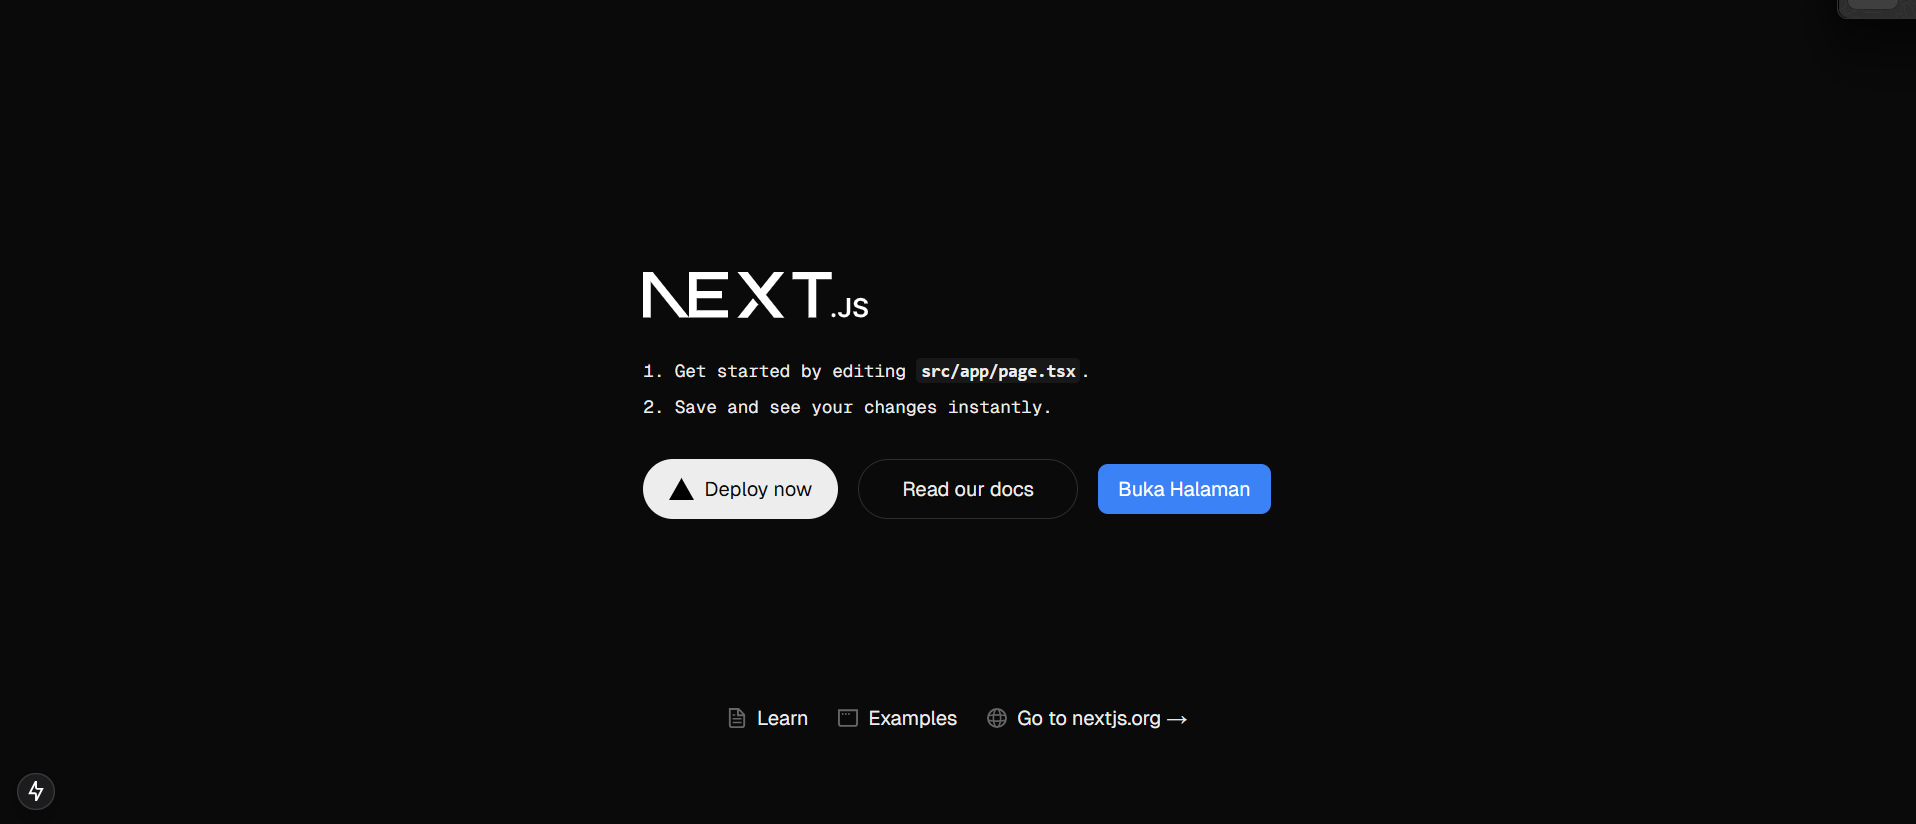 NEXT.JS
1. Get started by editing src/app/page.tsx.
2. Save and see your changes instantly.
Deploy now Read our docs Buka Halaman
Learn Examples Go to nextjs.org →